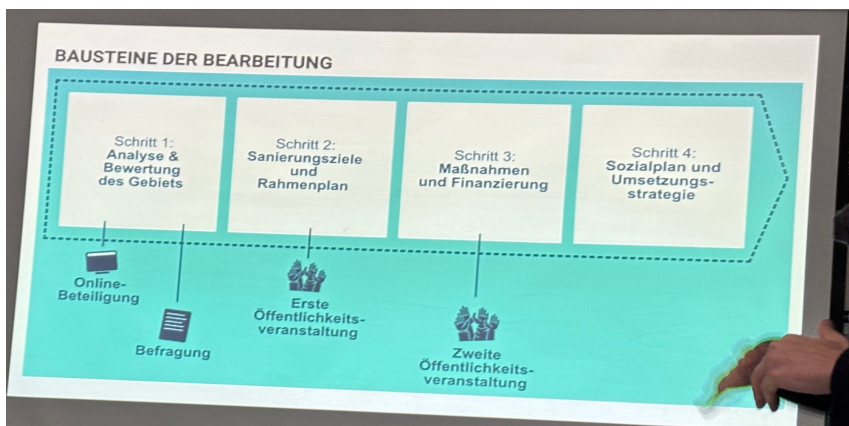 BAUSTEINE DER BEARBEITUNG
Schritt 1:
Analyse &
Bewertung
des Gebiets
Schritt 2:
Sanierungsziele
und
Rahmenplan
Schritt 3:
Maßnahmen
und Finanzierung
Schritt 4:
Sozialplan und
Umsetzungs-
strategie
Online-
Beteiligung
Befragung
Erste
Öffentlichkeits-
veranstaltung
Zweite
Öffentlichkeits-
veranstaltung